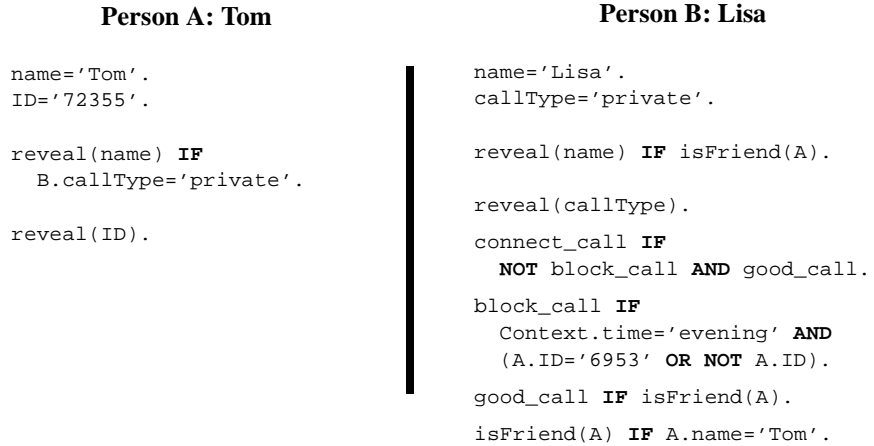 Person A: Tom
name=’Tom’.
ID=’72355’.
reveal(name) IF
B.callType=’private’.
reveal(ID).
Person B: Lisa
name=’Lisa’.
callType=’private’.
reveal(name) IF isFriend(A).
reveal(callType).
connect_call IF
NOT block_call AND good_call.
block_call IF
Context.time=’evening’ AND
(A.ID=’6953’ OR NOT A.ID).
good_call IF isFriend(A).
isFriend(A) IF A.name=’Tom’.